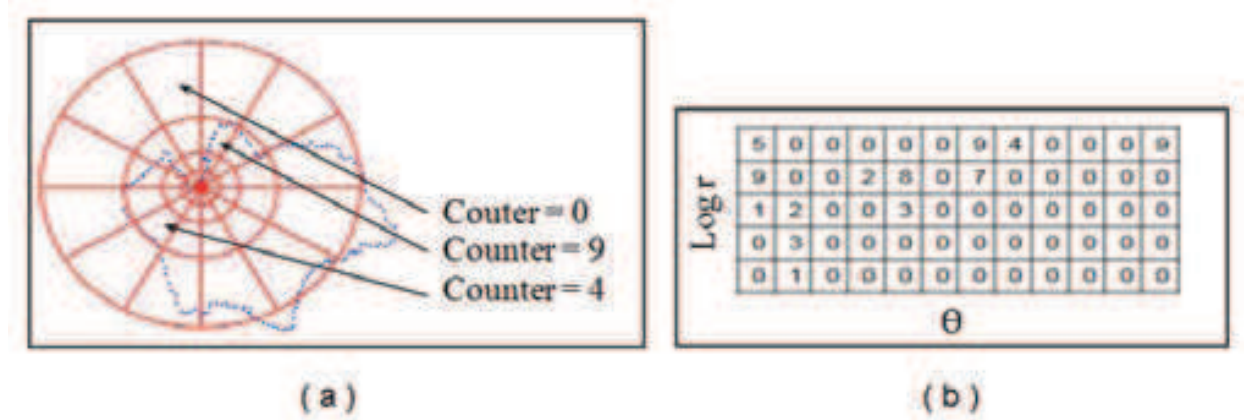 Couter = 0
Counter = 9
Counter = 4
( a )
Log r
5 0 0 0 0 0 9 4 0 0 0 9
9 0 0 2 8 0 7 0 0 0 0 0
1 2 0 0 3 0 0 0 0 0 0 0
0 3 0 0 0 0 0 0 0 0 0 0
0 1 0 0 0 0 0 0 0 0 0 0
θ
( b )